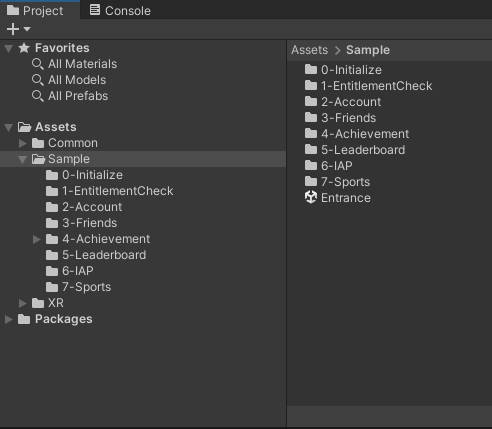 Project
Console
Favorites
All Materials
All Models
All Prefabs
Assets
Common
Sample
0-Initialize
1-EntitlementCheck
2-Account
3-Friends
4-Achievement
5-Leaderboard
6-IAP
7-Sports
XR
Packages
Assets > Sample
0-Initialize
1-EntitlementCheck
2-Account
3-Friends
4-Achievement
5-Leaderboard
6-IAP
7-Sports
Entrance